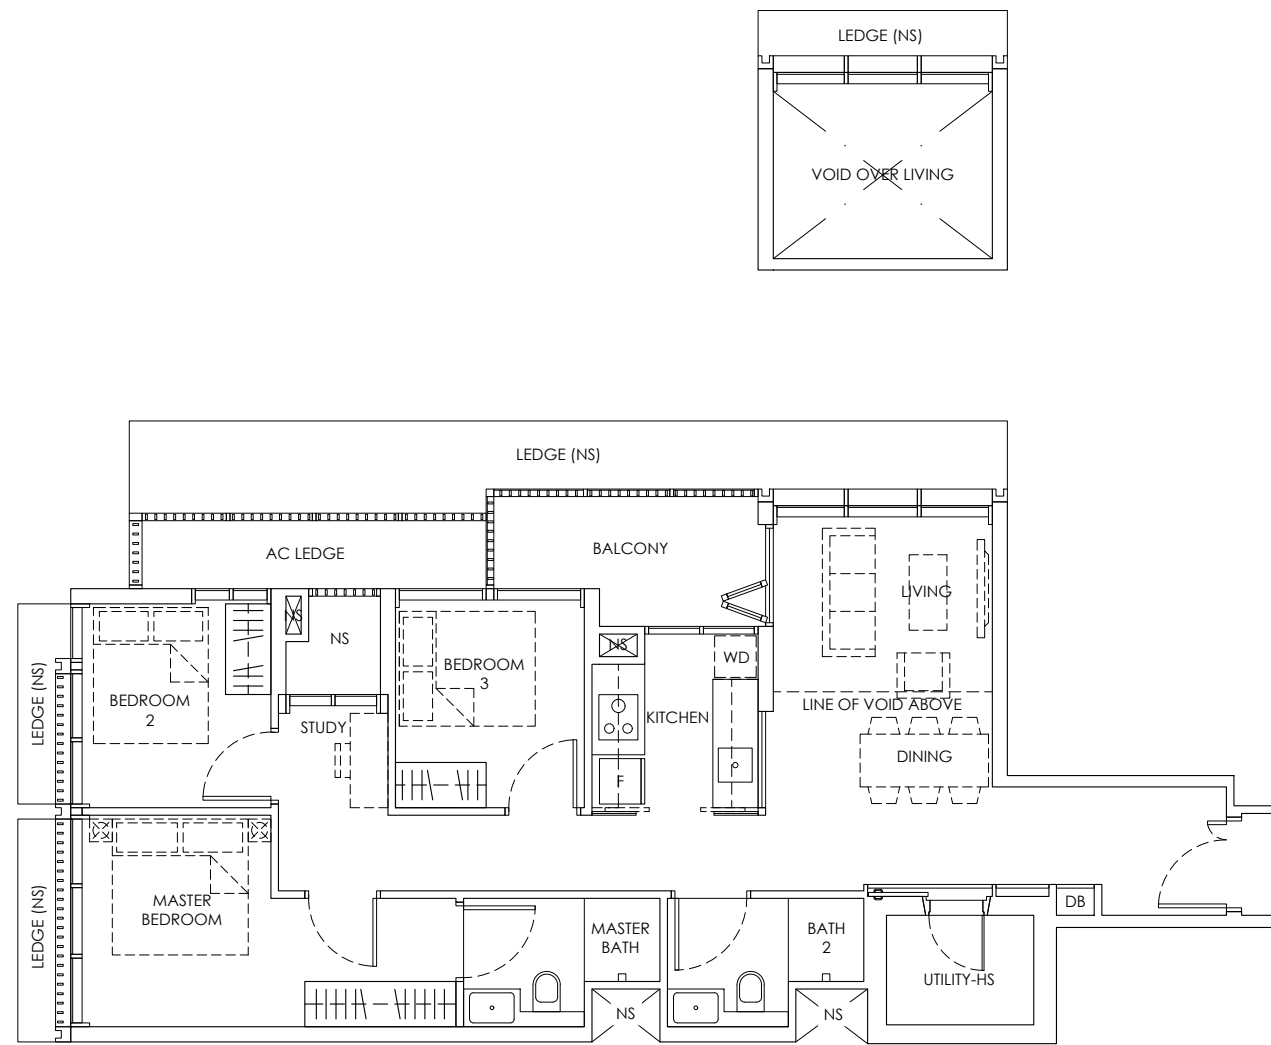 LEDGE (NS)
VOID OVER LIVING
LEDGE (NS)
AC LEDGE
BALCONY
LIVING
NS
NS
NS
WD
BEDROOM
3
BEDROOM
2
LEDGE (NS)
STUDY
KITCHEN
LINE OF VOID ABOVE
DINING
F
MASTER
BEDROOM
LEDGE (NS)
MASTER
BATH
BATH
2
DB
UTILITY-HS
NS
NS